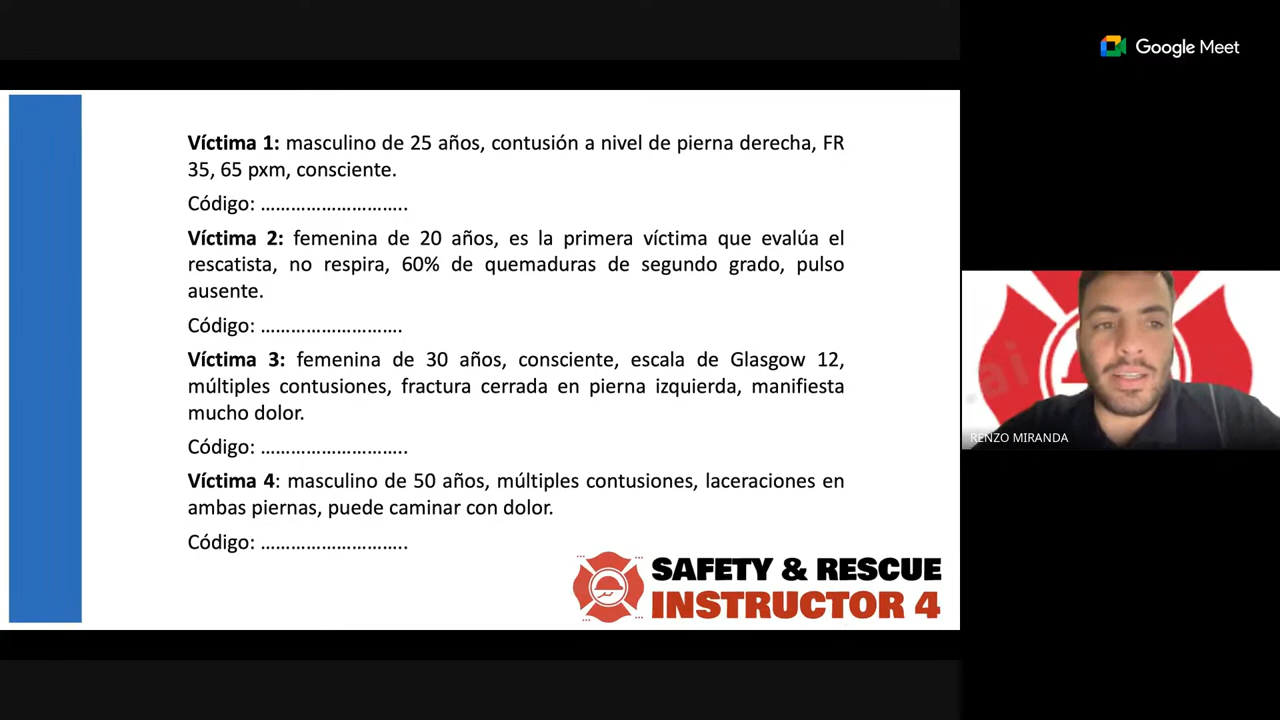 Google Meet
Víctima 1: masculino de 25 años, contusión a nivel de pierna derecha, FR
35, 65 pxm, consciente.
Código: ………………………..
Víctima 2: femenina de 20 años, es la primera víctima que evalúa el
rescatista, no respira, 60% de quemaduras de segundo grado, pulso
ausente.
Código: ……………………….
Víctima 3: femenina de 30 años, consciente, escala de Glasgow 12,
múltiples contusiones, fractura cerrada en pierna izquierda, manifiesta
mucho dolor.
Código: ………………………..
Víctima 4: masculino de 50 años, múltiples contusiones, laceraciones en
ambas piernas, puede caminar con dolor.
Código: ………………………..
SAFETY & RESCUE
INSTRUCTOR 4
RENZO MIRANDA